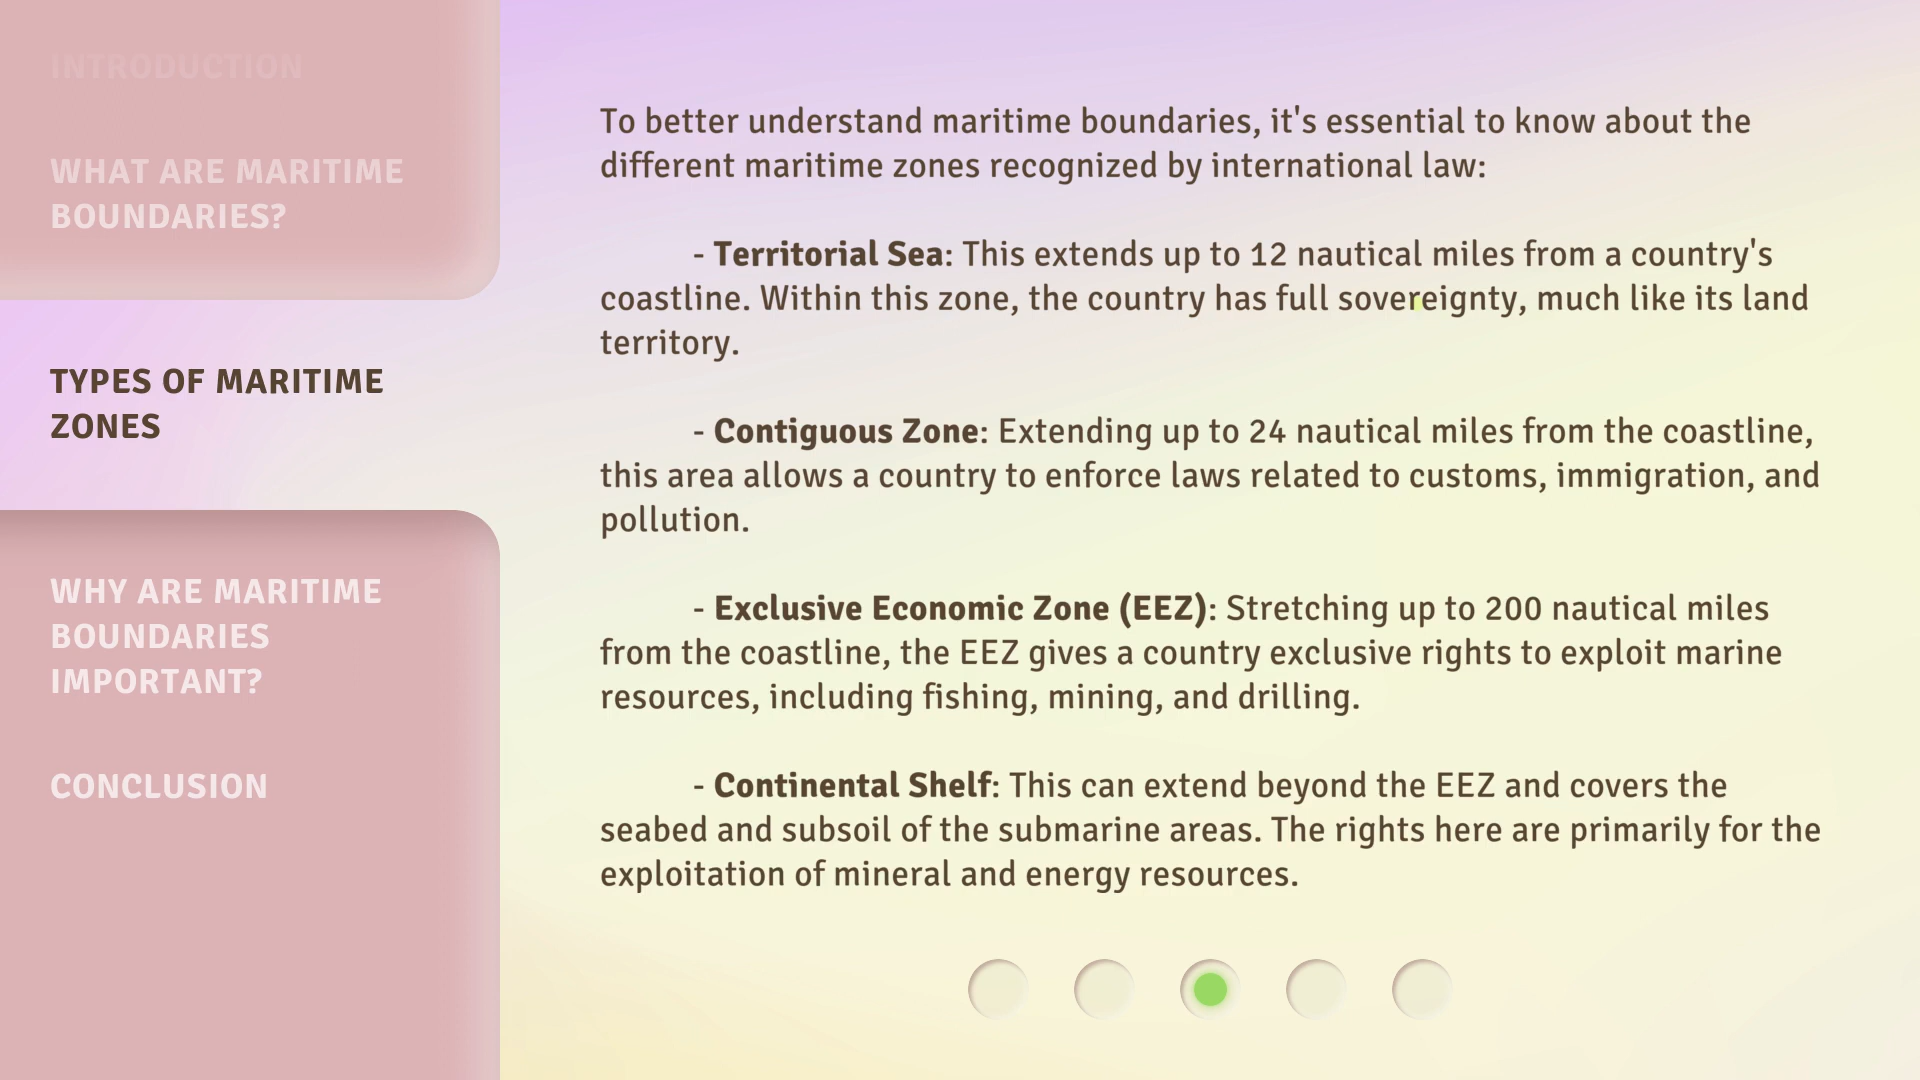 INTRODUCTION
WHAT ARE MARITIME
BOUNDARIES?
TYPES OF MARITIME
ZONES
WHY ARE MARITIME
BOUNDARIES
IMPORTANT?
CONCLUSION
To better understand maritime boundaries, it's essential to know about the
different maritime zones recognized by international law:
- Territorial Sea: This extends up to 12 nautical miles from a country's
coastline. Within this zone, the country has full sovereignty, much like its land
territory.
- Contiguous Zone: Extending up to 24 nautical miles from the coastline,
this area allows a country to enforce laws related to customs, immigration, and
pollution.
- Exclusive Economic Zone (EEZ): Stretching up to 200 nautical miles
from the coastline, the EEZ gives a country exclusive rights to exploit marine
resources, including fishing, mining, and drilling.
- Continental Shelf: This can extend beyond the EEZ and covers the
seabed and subsoil of the submarine areas. The rights here are primarily for the
exploitation of mineral and energy resources.